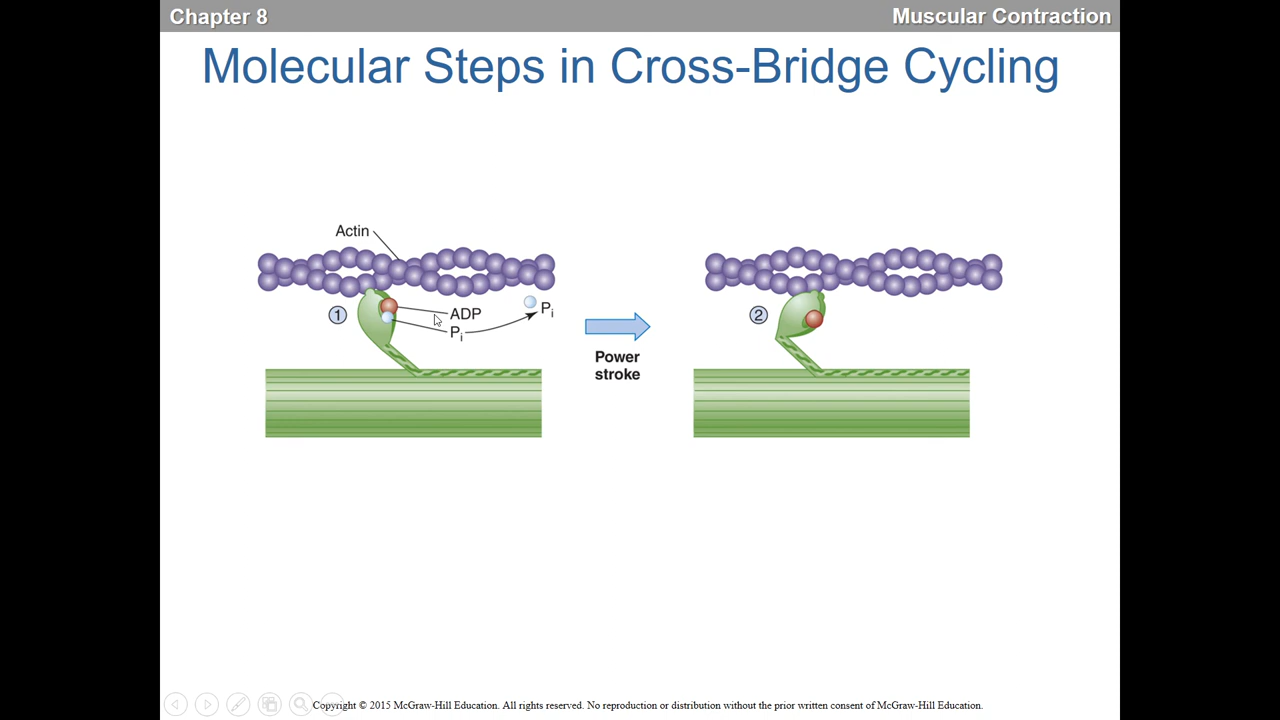 Chapter 8
Muscular Contraction
Molecular Steps in Cross-Bridge Cycling
Actin
1
ADP
Pi
Pi
Power
stroke
2
Copyright © 2015 McGraw-Hill Education. All rights reserved. No reproduction or distribution without the prior written consent of McGraw-Hill Education.